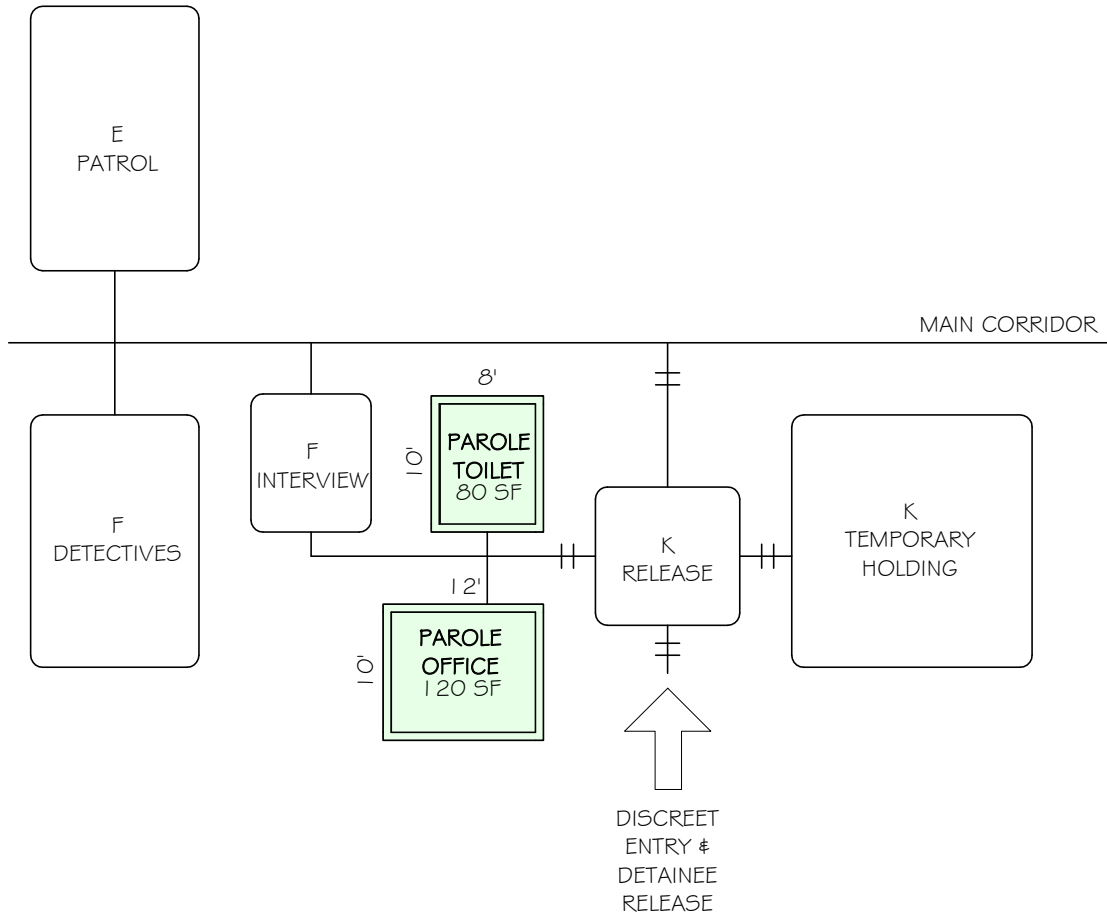 E
PATROL
MAIN CORRIDOR
8'
10'
PAROLE
TOILET
80 SF
F
INTERVIEW
F
DETECTIVES
K
RELEASE
K
TEMPORARY
HOLDING
12'
10'
PAROLE
OFFICE
120 SF
DISCREET
ENTRY &
DETAINEE
RELEASE